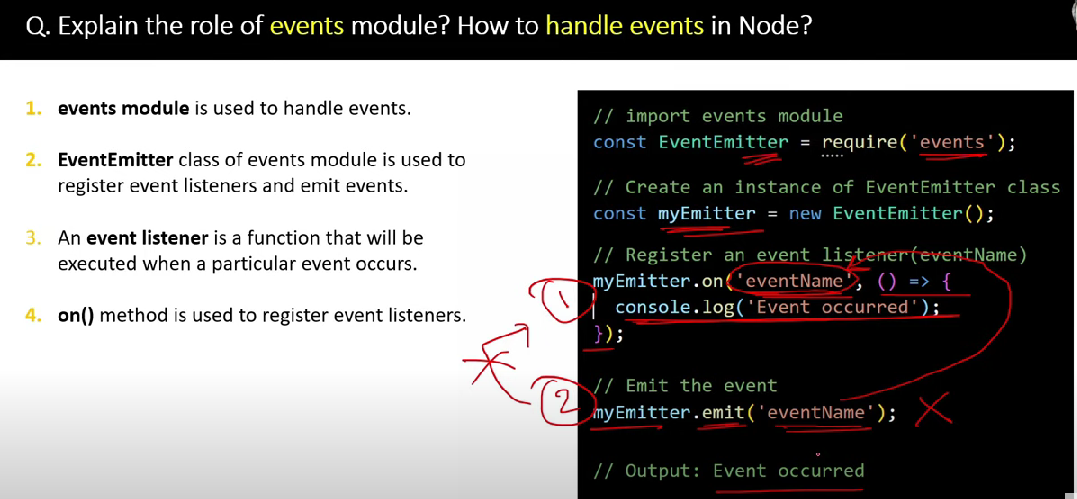 Q. Explain the role of events module? How to handle events in Node?
1. events module is used to handle events.
2. EventEmitter class of events module is used to
register event listeners and emit events.
3. An event listener is a function that will be
executed when a particular event occurs.
4. on() method is used to register event listeners.
// import events module
const EventEmitter = require('events');
// Create an instance of EventEmitter class
const myEmitter = new EventEmitter();
// Register an event listener(eventName)
myEmitter.on('eventName', () => {
console.log('Event occurred');
});
1
// Emit the event
2
myEmitter.emit('eventName');
// Output: Event occurred